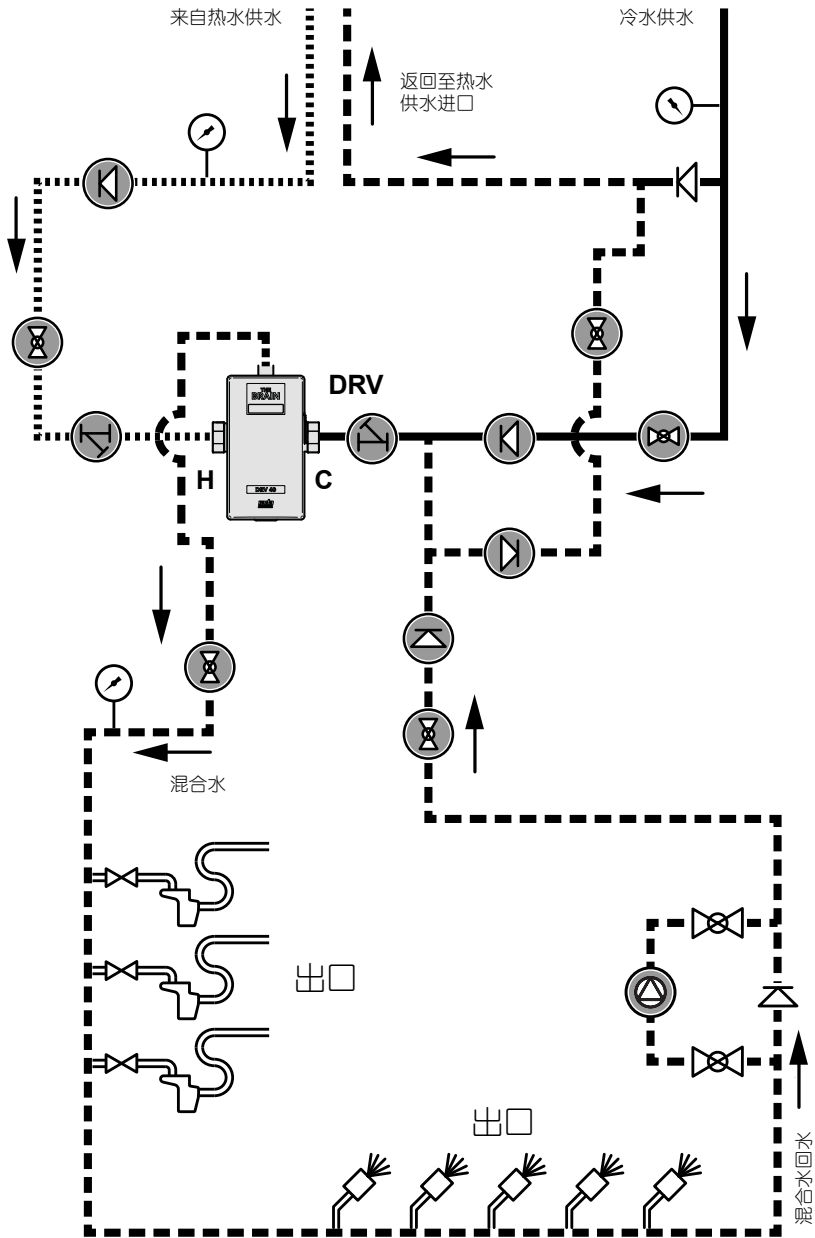 来自热水供水
冷水供水
返回至热水
供水进口
DRV
THE
BRAIN
H
C
DRV 40
混合水
出口
出口
混合水回水